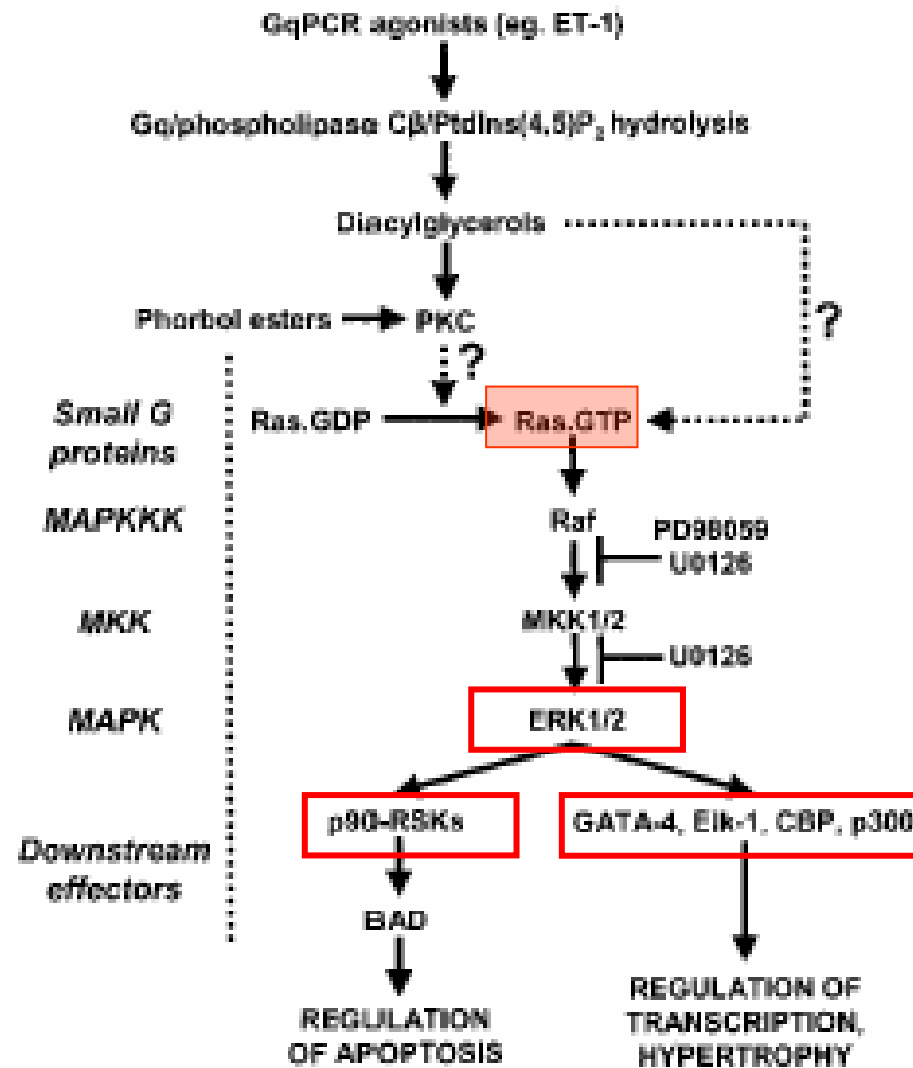 GqPCR agonists (eg. ET-1)
Gq/phospholipase Cβ/PtdIns(4,5)P₂ hydrolysis
Diacylglycerols
?
Phorbol esters
PKC
?
Small G
proteins
Ras.GDP
Ras.GTP
MAPKKK
Raf
PD98059
U0126
MKK
MKK1/2
U0126
MAPK
ERK1/2
p90-RSKs
GATA-4, Elk-1, CBP, p300
Downstream
effectors
BAD
REGULATION
OF APOPTOSIS
REGULATION OF
TRANSCRIPTION,
HYPERTROPHY